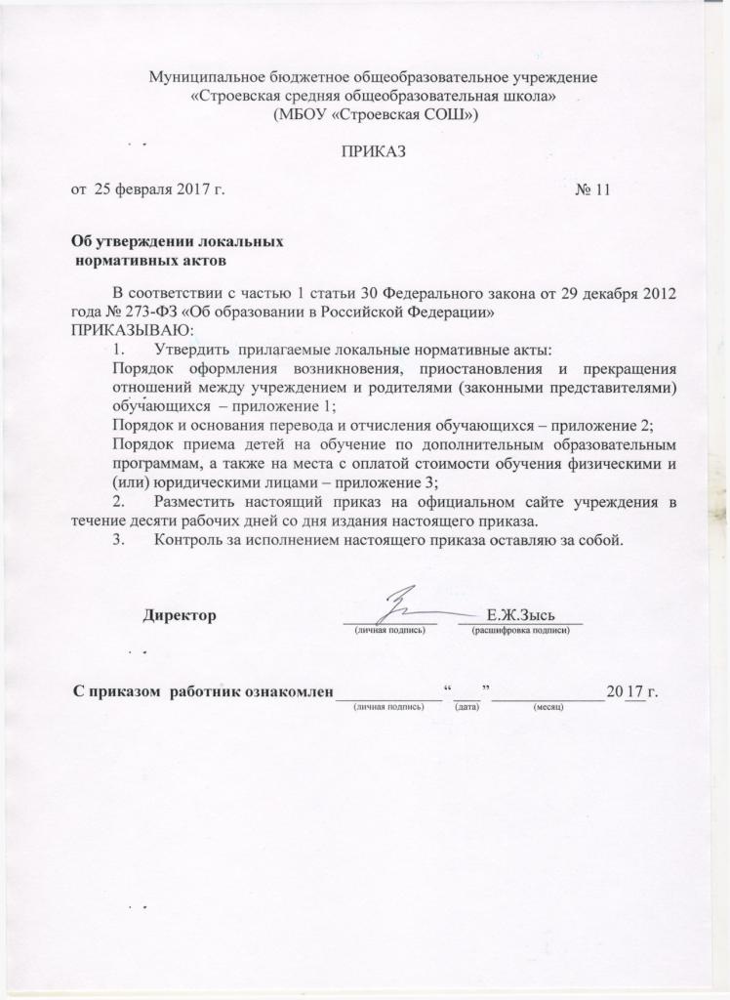 Муниципальное бюджетное общеобразовательное учреждение
«Строевская средняя общеобразовательная школа»
(МБОУ «Строевская СОШ»)
ПРИКАЗ
от 25 февраля 2017 г. № 11
Об утверждении локальных
нормативных актов
В соответствии с частью 1 статьи 30 Федерального закона от 29 декабря 2012
года № 273-ФЗ «Об образовании в Российской Федерации»
ПРИКАЗЫВАЮ:
1. Утвердить прилагаемые локальные нормативные акты:
Порядок оформления возникновения, приостановления и прекращения
отношений между учреждением и родителями (законными представителями)
обучающихся – приложение 1;
Порядок и основания перевода и отчисления обучающихся – приложение 2;
Порядок приема детей на обучение по дополнительным образовательным
программам, а также на места с оплатой стоимости обучения физическими и
(или) юридическими лицами – приложение 3;
2. Разместить настоящий приказ на официальном сайте учреждения в
течение десяти рабочих дней со дня издания настоящего приказа.
3. Контроль за исполнением настоящего приказа оставляю за собой.
Директор Е.Ж.Зысь
(личная подпись) (расшифровка подписи)
С приказом работник ознакомлен “ ” 20 17 г.
(личная подпись) (дата) (месяц)